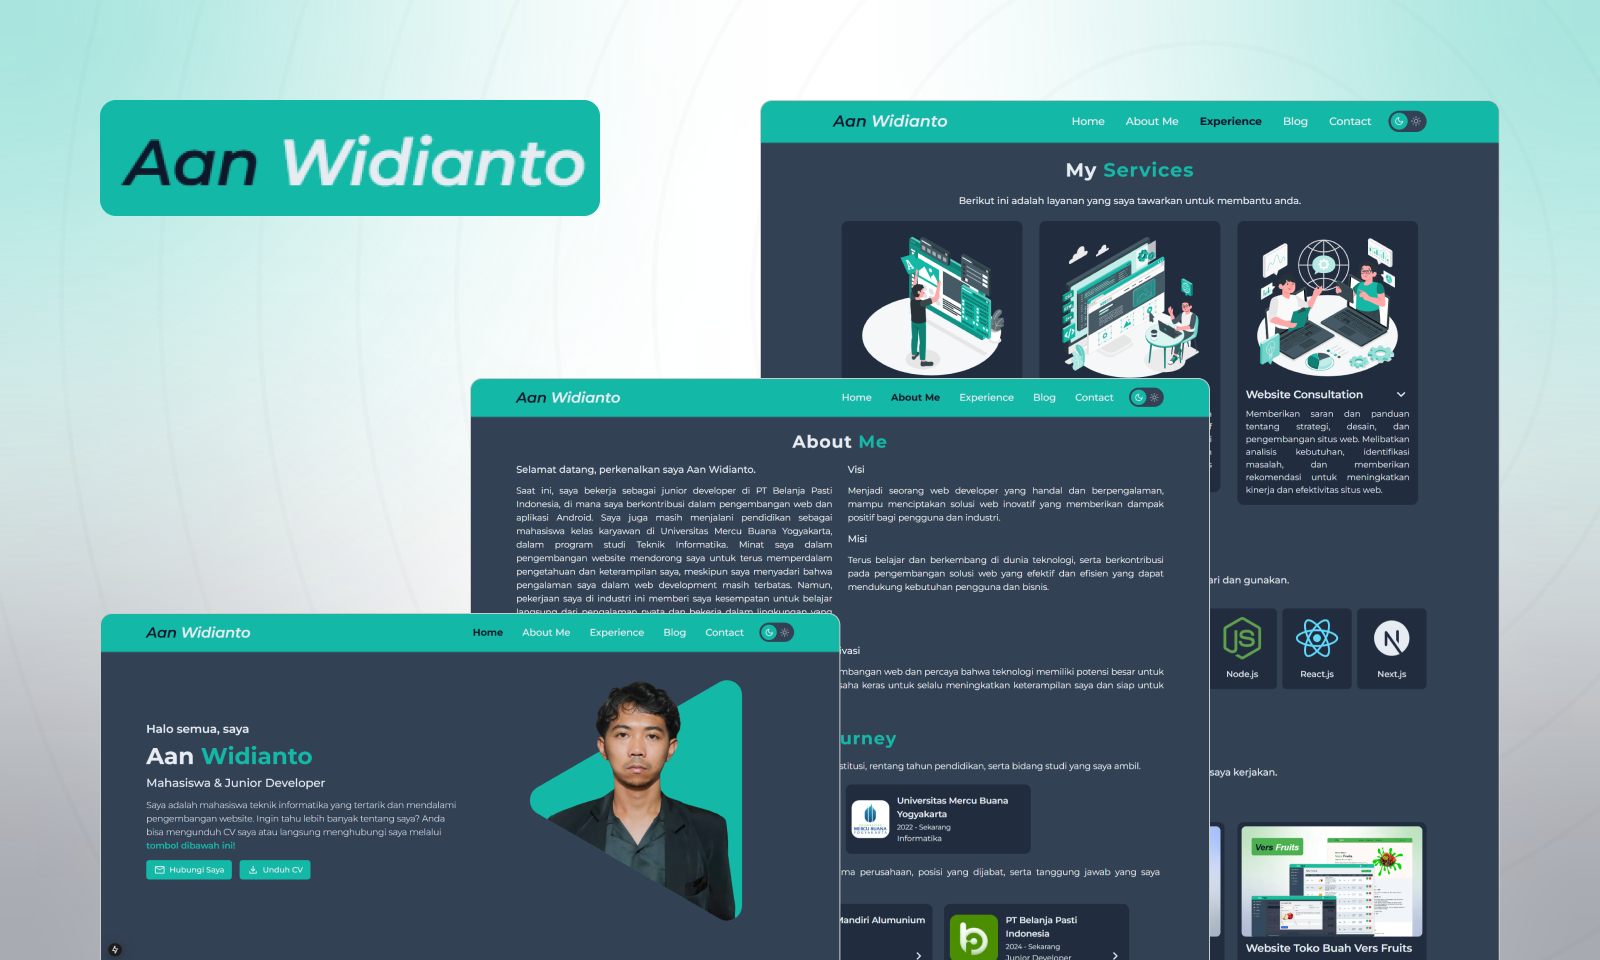 Aan Widianto
Aan Widianto
Home About Me Experience Blog Contact
My Services
Berikut ini adalah layanan yang saya tawarkan untuk membantu anda.
Website Consultation
Memberikan saran dan panduan
tentang strategi, desain, dan
pengembangan situs web. Melibatkan
analisis kebutuhan, identifikasi
masalah, dan memberikan
rekomendasi untuk meningkatkan
kinerja dan efektivitas situs web.
ari dan gunakan.
Node.js
React.js
Next.js
saya kerjakan.
Vers Fruits
Website Toko Buah Vers Fruits
Aan Widianto
Home About Me Experience Blog Contact
About Me
Selamat datang, perkenalkan saya Aan Widianto.
Saat ini, saya bekerja sebagai junior developer di PT Belanja Pasti
Indonesia, di mana saya berkontribusi dalam pengembangan web dan
aplikasi Android. Saya juga masih menjalani pendidikan sebagai
mahasiswa kelas karyawan di Universitas Mercu Buana Yogyakarta,
dalam program studi Teknik Informatika. Minat saya dalam
pengembangan website mendorong saya untuk terus memperdalam
pengetahuan dan keterampilan saya, meskipun saya menyadari bahwa
pengalaman saya dalam web development masih terbatas. Namun,
pekerjaan saya di industri ini memberi saya kesempatan untuk belajar
langsung dari pengalaman nyata dan bekerja dalam lingkungan yang
Visi
Menjadi seorang web developer yang handal dan berpengalaman,
mampu menciptakan solusi web inovatif yang memberikan dampak
positif bagi pengguna dan industri.
Misi
Terus belajar dan berkembang di dunia teknologi, serta berkontribusi
pada pengembangan solusi web yang efektif dan efisien yang dapat
mendukung kebutuhan pengguna dan bisnis.
ivasi
mbangan web dan percaya bahwa teknologi memiliki potensi besar untuk
saha keras untuk selalu meningkatkan keterampilan saya dan siap untuk
urney
stitusi, rentang tahun pendidikan, serta bidang studi yang saya ambil.
MERCU BUANA
YOGYAKARTA
Universitas Mercu Buana
Yogyakarta
2022 - Sekarang
Informatika
ma perusahaan, posisi yang dijabat, serta tanggung jawab yang saya
Mandiri Alumunium
PT Belanja Pasti
Indonesia
2024 - Sekarang
Junior Developer
Aan Widianto
Home About Me Experience Blog Contact
Halo semua, saya
Aan Widianto
Mahasiswa & Junior Developer
Saya adalah mahasiswa teknik informatika yang tertarik dan mendalami
pengembangan website. Ingin tahu lebih banyak tentang saya? Anda
bisa mengunduh CV saya atau langsung menghubungi saya melalui
tombol dibawah ini!
Hubungi Saya
Unduh CV